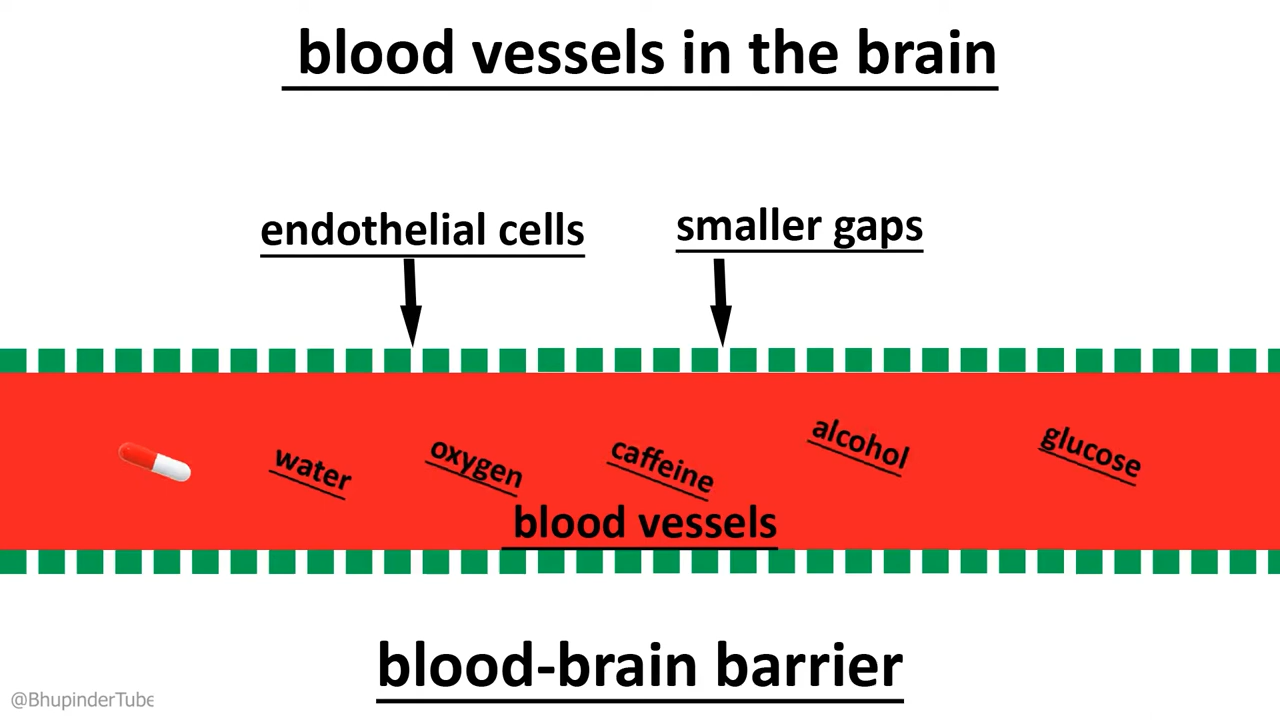 blood vessels in the brain
endothelial cells
smaller gaps
water
oxygen
caffeine
alcohol
glucose
blood vessels
blood-brain barrier
@BhupinderTube